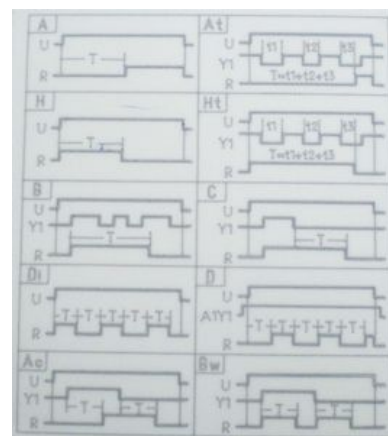 A
U
T
R
At
U
Y1
t1 t2 t3
T=t1+t2+t3
R
H
U
T
R
Ht
U
Y1
t1 t2 t3
T=t1+t2+t3
R
B
U
Y1
T
R
C
U
Y1
T
R
Di
U
T T T T T
R
D
U
A1Y1
T T T T T
R
Ac
U
Y1
T T
R
Bw
U
Y1
T T
R